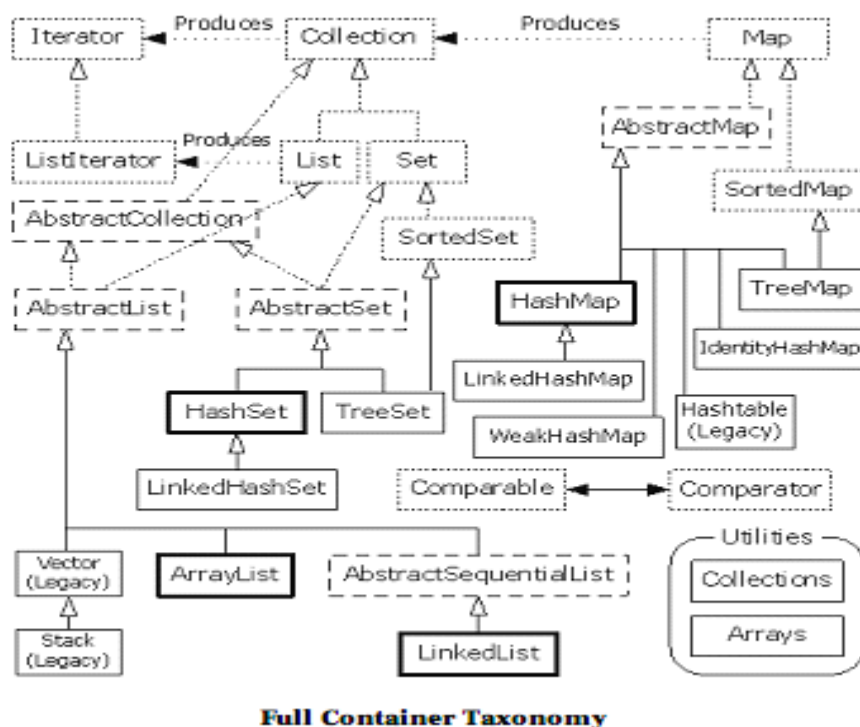 Iterator
Produces
Collection
Produces
Map
AbstractMap
ListIterator
Produces
List
Set
SortedMap
AbstractCollection
SortedSet
AbstractList
AbstractSet
HashMap
TreeMap
IdentityHashMap
LinkedHashMap
HashSet
TreeSet
Hashtable
(Legacy)
WeakHashMap
LinkedHashSet
Comparable
Comparator
Utilities
Vector
(Legacy)
ArrayList
AbstractSequentialList
Collections
Stack
(Legacy)
LinkedList
Arrays
Full Container Taxonomy